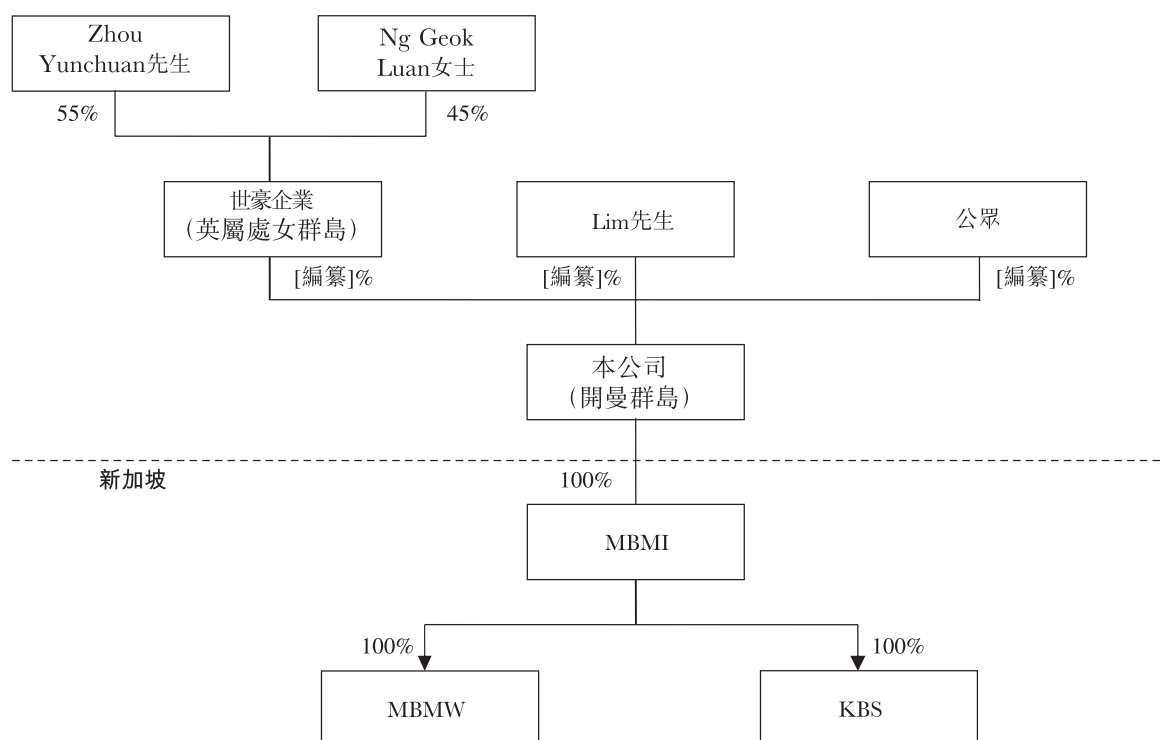 Zhou
Yunchuan先生
Ng Geok
Luan女士
55%
45%
世豪企業
(英屬處女群島)
Lim先生
公眾
[編纂]%
[編纂]%
[編纂]%
本公司
(開曼群島)
新加坡
100%
MBMI
100%
100%
MBMW
KBS